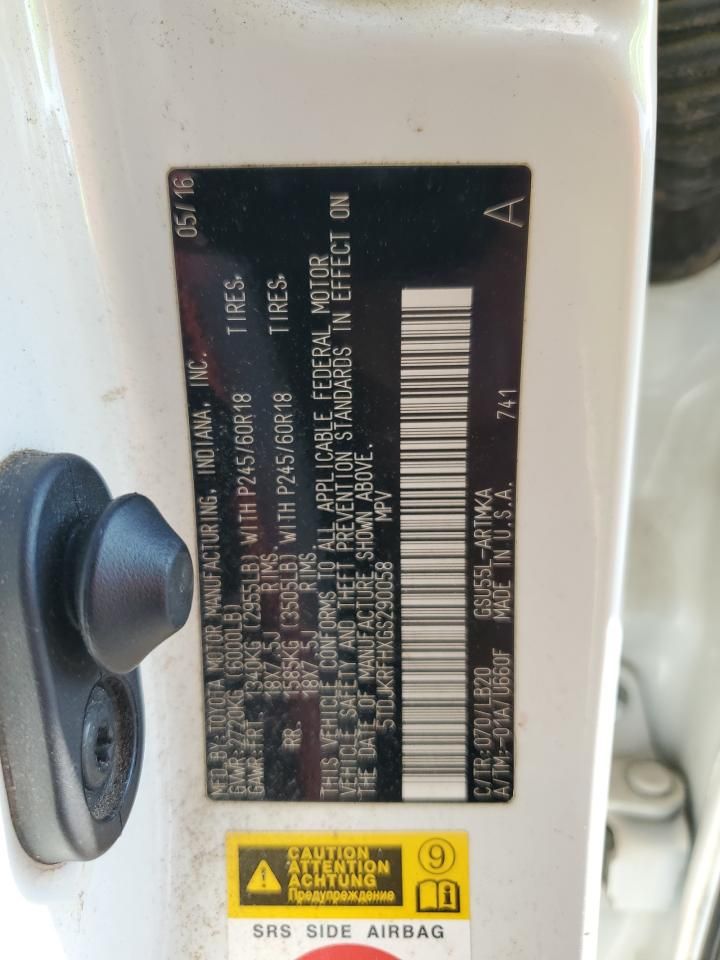 MFD.BY:TOYOTA MOTOR MANUFACTURING, INDIANA, INC. 05/16
GVWR:2720KG (6000LB)
GAWR:FRT. 1340KG (2955LB) WITH P245/60R18 TIRES,
18X7.5J RIMS.
RR 1585KG (3505LB) WITH P245/60R18 TIRES,
18X7.5J RIMS.
THIS VEHICLE CONFORMS TO ALL APPLICABLE FEDERAL MOTOR
VEHICLE SAFETY AND THEFT PREVENTION STANDARDS IN EFFECT ON
THE DATE OF MANUFACTURE SHOWN ABOVE.
5TDJKRFHXGS290058 MPV
A
C/TR:070/LB20 GSU55L-ARTMKA
A/TM:-01A/U660F MADE IN U.S.A. 741
CAUTION
ATTENTION
ACHTUNG
Предупреждение
9
i
SRS SIDE AIRBAG